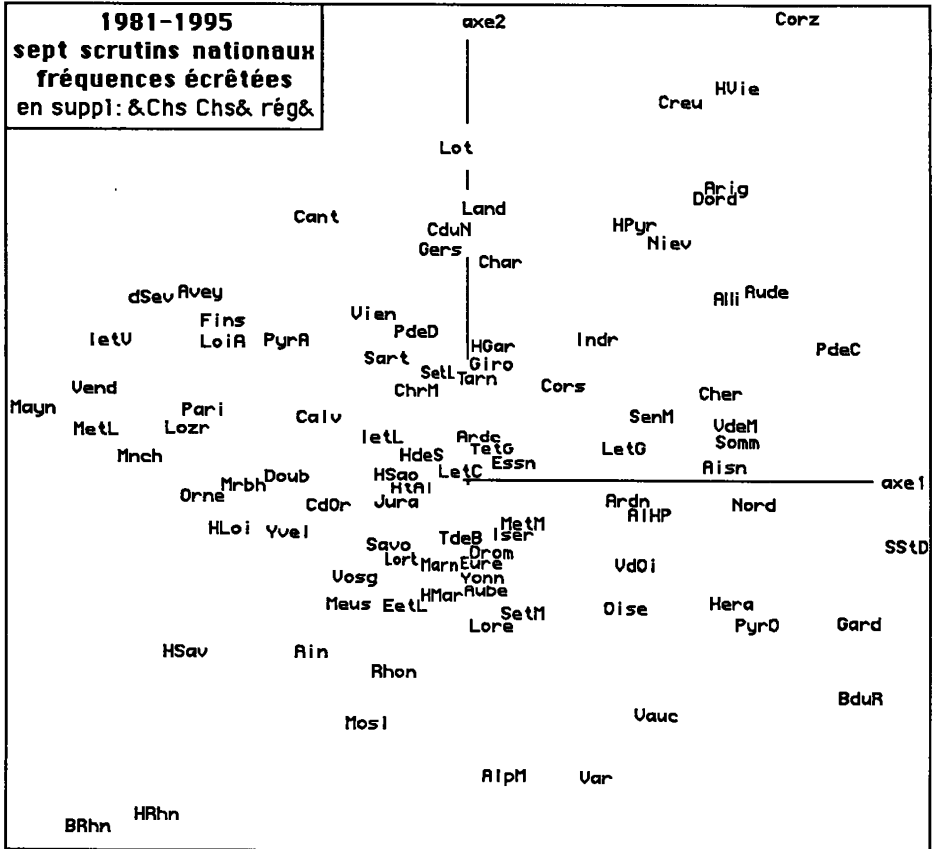 1981-1995
sept scrutins nationaux
fréquences écrêtées
en suppl: &Chs Chs& rég&
axe2
Corz
HVie
Creu
Lot
Arig
Dord
Land
Cant
HPyr
CduN
Niev
Gers
Char
Avey
dSev
Aude
Alli
Vien
Fins
PdeD
IetV
LoiA
PyrA
HGar
Indr
PdeC
Sart
Giro
SetL
Tarn
Vend
ChrM
Cors
Cher
Mayn
Pari
Calv
SenM
MetL
Lozr
VdeM
IetL
Ardc
Somm
Mnch
HdeS
TetG
LetG
Essn
Aisn
LetC
HSao
Doub
Mrbh
axe1
HtAl
Orne
CdOr
Jura
Ardn
Nord
AlHP
HLoi
Yvel
MetM
Iser
TdeB
Savo
SStD
Drom
Lort
Marn
Eure
VdOi
Vosg
Yonn
HMar
Aube
Meus
EetL
Oise
Hera
SetM
Lore
PyrO
Gard
HSav
Ain
Rhon
BduR
Mosl
Vauc
AlpM
Var
HRhn
BRhn